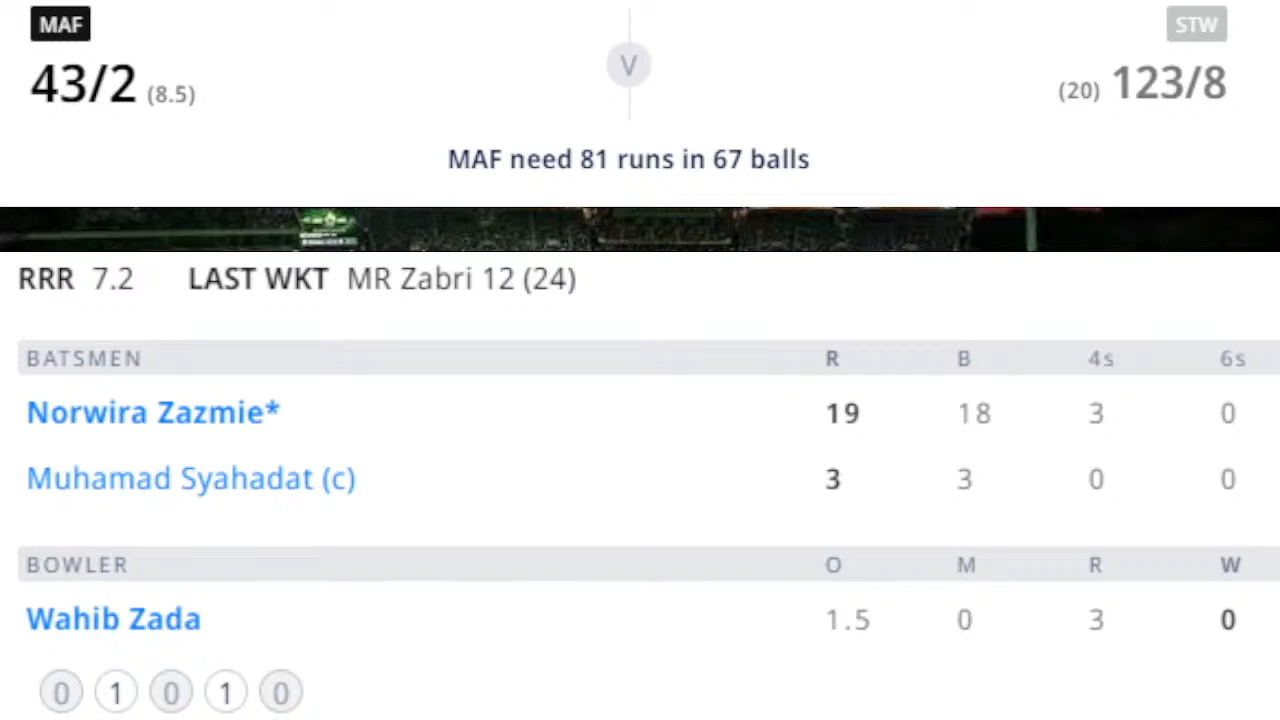 MAF STW
43/2 (8.5) V (20) 123/8
MAF need 81 runs in 67 balls
RRR 7.2 LAST WKT MR Zabri 12 (24)
BATSMEN R B 4s 6s
Norwira Zazmie* 19 18 3 0
Muhamad Syahadat (c) 3 3 0 0
BOWLER O M R W
Wahib Zada 1.5 0 3 0
0 1 0 1 0